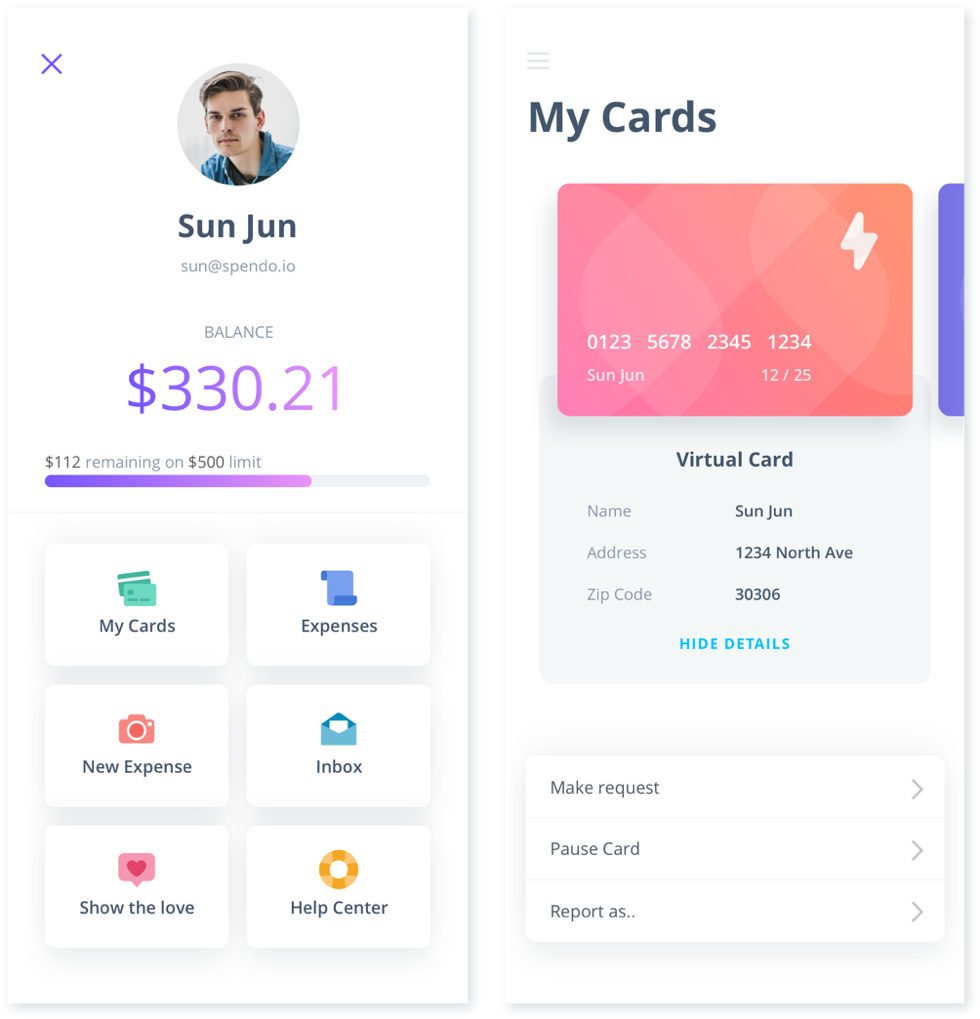 Sun Jun
sun@spendo.io
BALANCE
$330.21
$112 remaining on $500 limit
My Cards
Expenses
New Expense
Inbox
Show the love
Help Center
My Cards
0123 5678 2345 1234
Sun Jun 12 / 25
Virtual Card
Name Sun Jun
Address 1234 North Ave
Zip Code 30306
HIDE DETAILS
Make request
Pause Card
Report as..